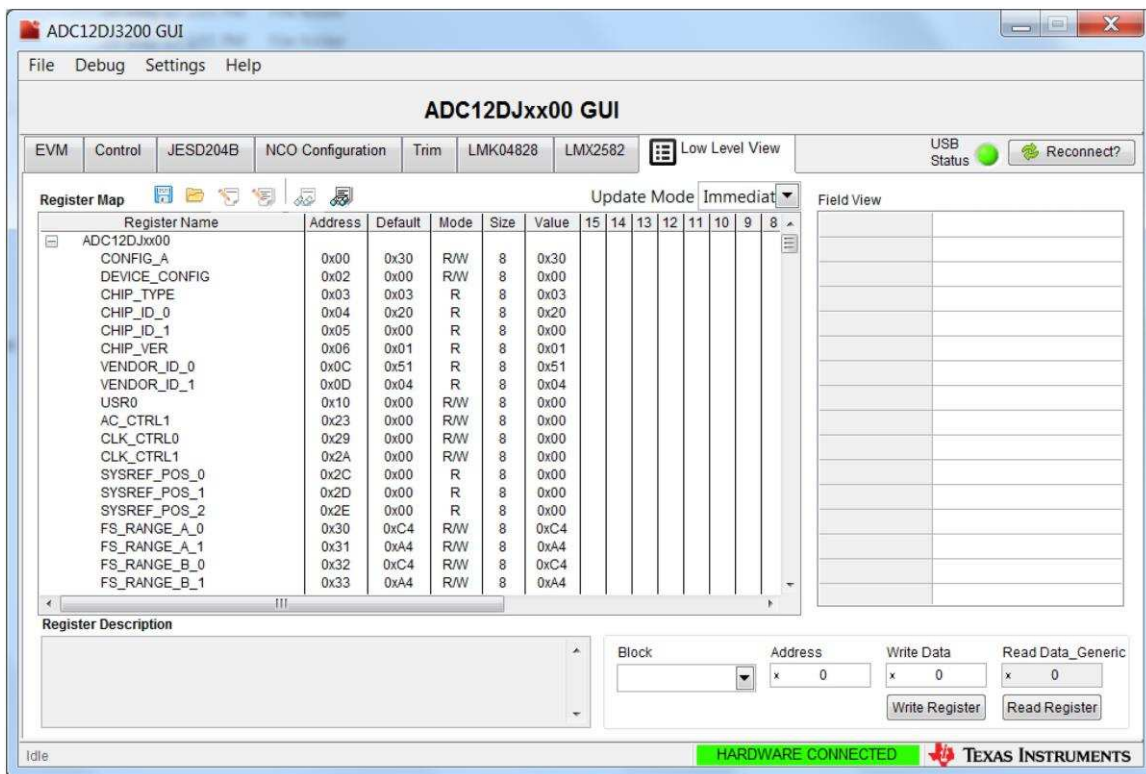 ADC12DJ3200 GUI
File Debug Settings Help
ADC12DJxx00 GUI
EVM Control JESD204B NCO Configuration Trim LMK04828 LMX2582 Low Level View USB Status Reconnect?
Register Map Update Mode Immediat Field View
Register Name Address Default Mode Size Value 15 14 13 12 11 10 9 8
ADC12DJxx00
CONFIG_A 0x00 0x30 R/W 8 0x30
DEVICE_CONFIG 0x02 0x00 R/W 8 0x00
CHIP_TYPE 0x03 0x03 R 8 0x03
CHIP_ID_0 0x04 0x20 R 8 0x20
CHIP_ID_1 0x05 0x00 R 8 0x00
CHIP_VER 0x06 0x01 R 8 0x01
VENDOR_ID_0 0x0C 0x51 R 8 0x51
VENDOR_ID_1 0x0D 0x04 R 8 0x04
USR0 0x10 0x00 R/W 8 0x00
AC_CTRL1 0x23 0x00 R/W 8 0x00
CLK_CTRL0 0x29 0x00 R/W 8 0x00
CLK_CTRL1 0x2A 0x00 R/W 8 0x00
SYSREF_POS_0 0x2C 0x00 R 8 0x00
SYSREF_POS_1 0x2D 0x00 R 8 0x00
SYSREF_POS_2 0x2E 0x00 R 8 0x00
FS_RANGE_A_0 0x30 0xC4 R/W 8 0xC4
FS_RANGE_A_1 0x31 0xA4 R/W 8 0xA4
FS_RANGE_B_0 0x32 0xC4 R/W 8 0xC4
FS_RANGE_B_1 0x33 0xA4 R/W 8 0xA4
Register Description
Block Address Write Data Read Data_Generic
x 0 x 0 x 0
Write Register Read Register
Idle HARDWARE CONNECTED TEXAS INSTRUMENTS